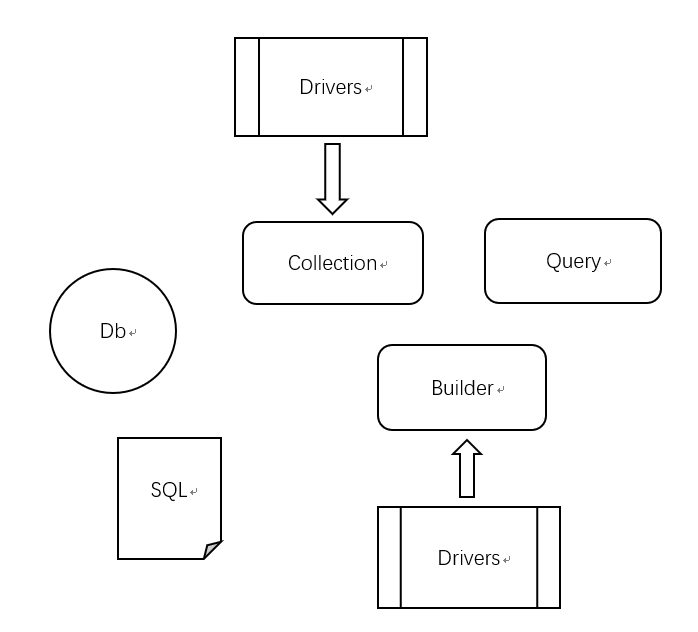 Drivers
Collection
Query
Db
Builder
SQL
Drivers